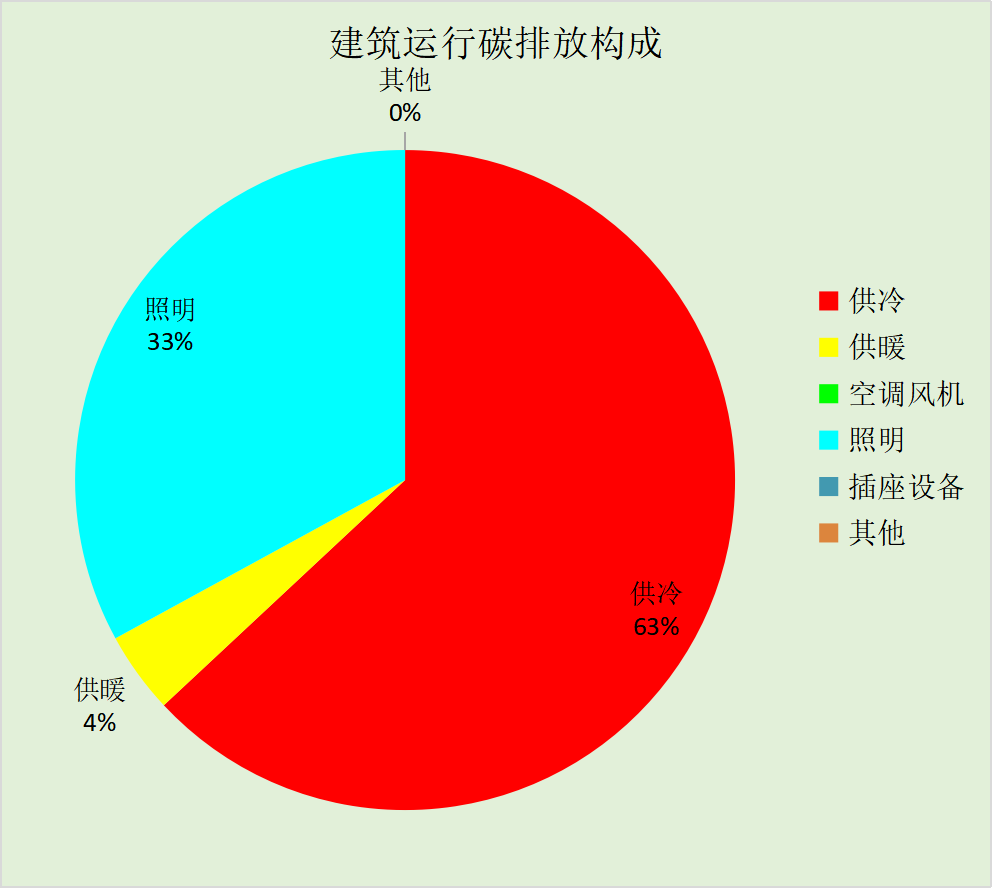 建筑运行碳排放构成
其他
0%
照明
33%
供冷
63%
供暖
4%
供冷
供暖
空调风机
照明
插座设备
其他